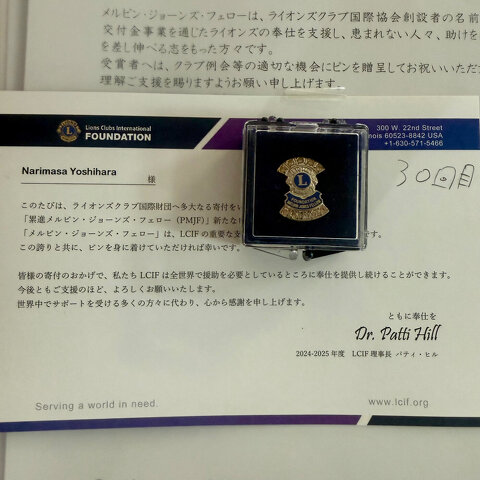 メルビン・ジョーンズ・フェローは、ライオンズクラブ国際協会創設者の名前
交付金事業を通じたライオンズの奉仕を支援し、恵まれない人々、助けを
を差し伸べる志をもった方々です。
受賞者へは、クラブ例会等の適切な機会にピンを贈呈してお祝いいただ
理解ご支援を賜りますようお願い申し上げます。
Lions Clubs International
FOUNDATION
300 W. 22nd Street
Illinois 60523-8842 USA
+1-630-571-5466
Narimasa Yoshihara
様
30回目
このたびは、ライオンズクラブ国際財団へ多大なる寄付を
「累進メルビン・ジョーンズ・フェロー(PMJF)」新たな
「メルビン・ジョーンズ・フェロー」は、LCIFの重要な支
この誇りと共に、ピンを身に着けていただければ幸いです。
L
FOUNDATION
皆様の寄付のおかげで、私たち LCIF は全世界で援助を必要としているところに奉仕を提供し続けることができます。
今後ともご支援のほど、よろしくお願いいたします。
世界中でサポートを受ける多くの方々に代わり、心から感謝を申し上げます。
ともに奉仕を
Dr. Patti Hill
2024-2025 年度 LCIF 理事長 パティ・ヒル
Serving a world in need.
www.lcif.org